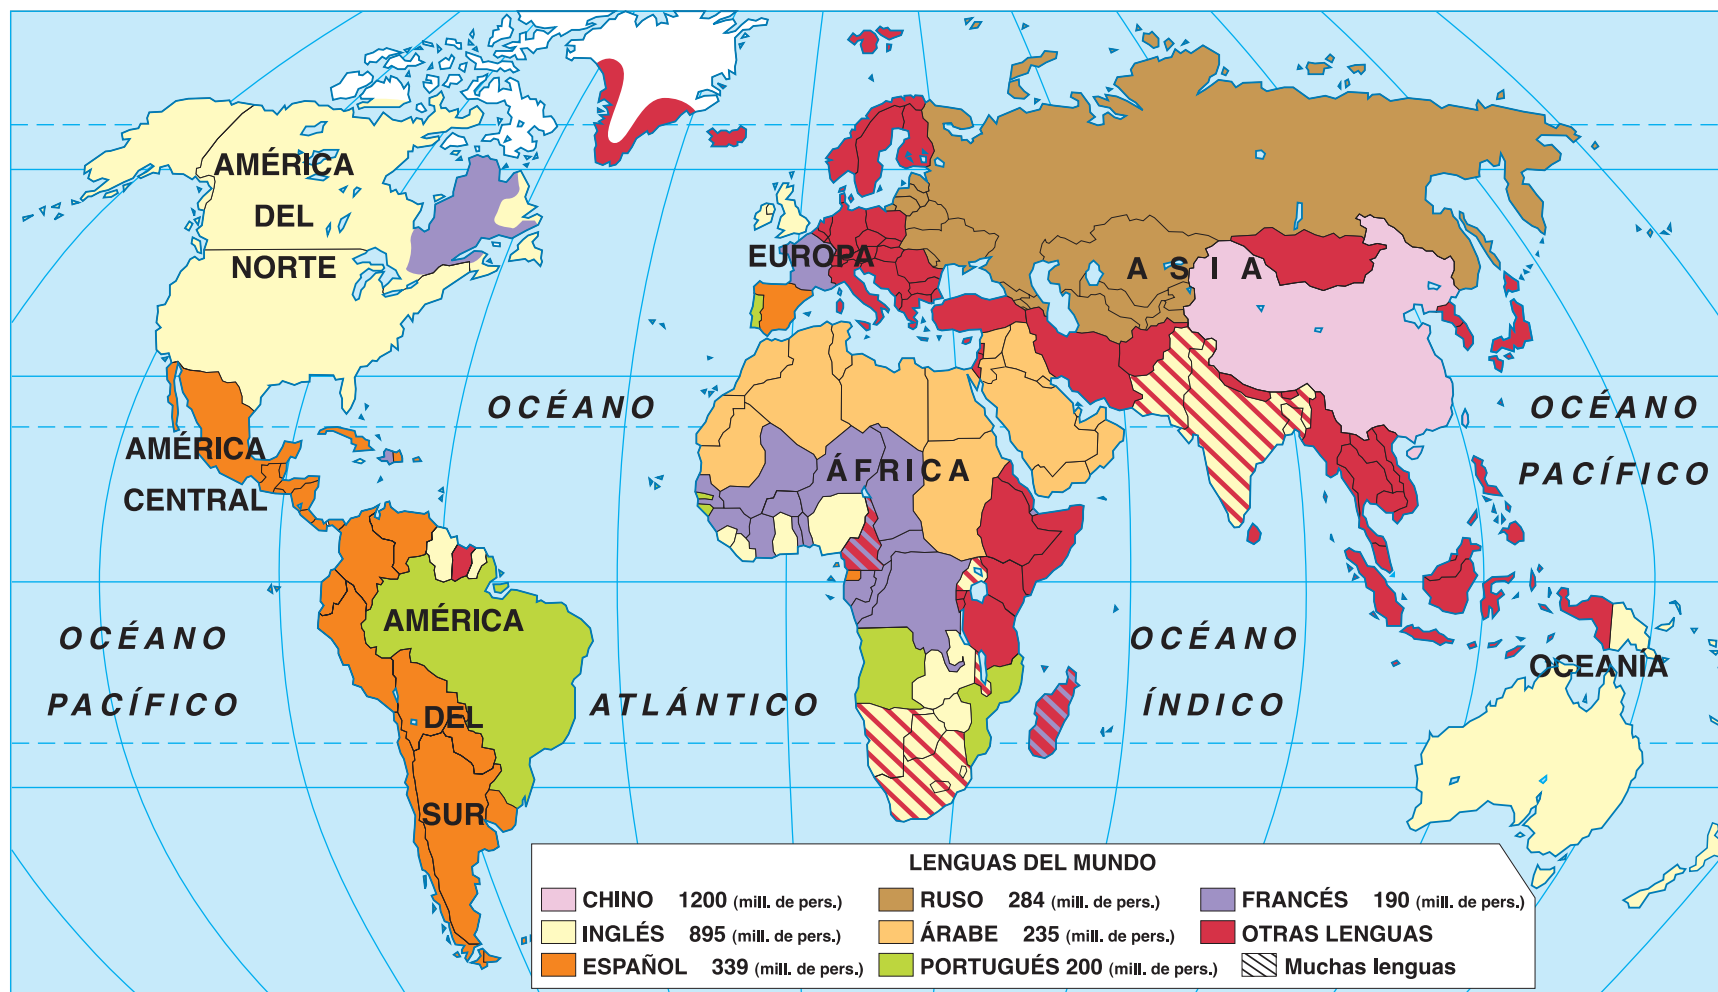 AMÉRICA
DEL
NORTE
EUROPA
ASIA
OCÉANO
OCÉANO
PACÍFICO
AMÉRICA
CENTRAL
ÁFRICA
AMÉRICA
DEL
SUR
OCÉANO
PACÍFICO
ATLÁNTICO
OCÉANO
ÍNDICO
OCEANÍA
LENGUAS DEL MUNDO
CHINO 1200 (mill. de pers.)
RUSO 284 (mill. de pers.)
FRANCÉS 190 (mill. de pers.)
INGLÉS 895 (mill. de pers.)
ÁRABE 235 (mill. de pers.)
OTRAS LENGUAS
ESPAÑOL 339 (mill. de pers.)
PORTUGUÉS 200 (mill. de pers.)
Muchas lenguas